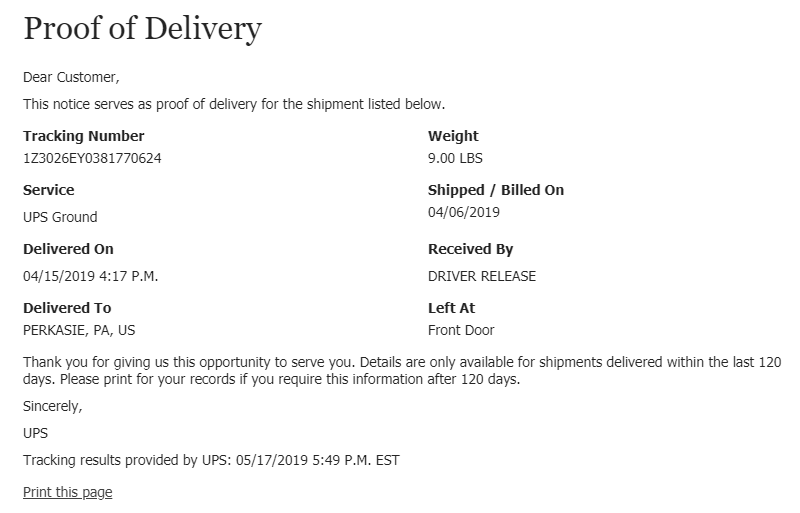 Proof of Delivery
Dear Customer,
This notice serves as proof of delivery for the shipment listed below.
Tracking Number
1Z3026EY0381770624
Weight
9.00 LBS
Service
UPS Ground
Shipped / Billed On
04/06/2019
Delivered On
04/15/2019 4:17 P.M.
Received By
DRIVER RELEASE
Delivered To
PERKASIE, PA, US
Left At
Front Door
Thank you for giving us this opportunity to serve you. Details are only available for shipments delivered within the last 120
days. Please print for your records if you require this information after 120 days.
Sincerely,
UPS
Tracking results provided by UPS: 05/17/2019 5:49 P.M. EST
Print this page